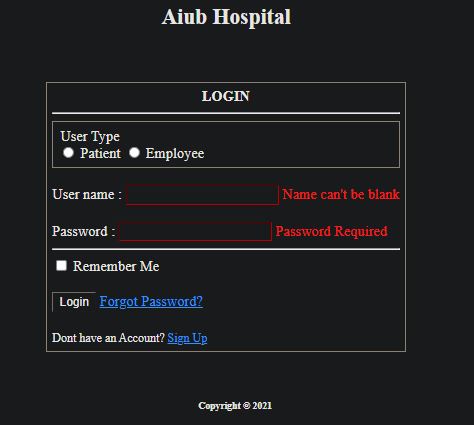 Aiub Hospital
LOGIN
User Type
Patient Employee
User name : Name can't be blank
Password : Password Required
Remember Me
Login Forgot Password?
Dont have an Account? Sign Up
Copyright © 2021